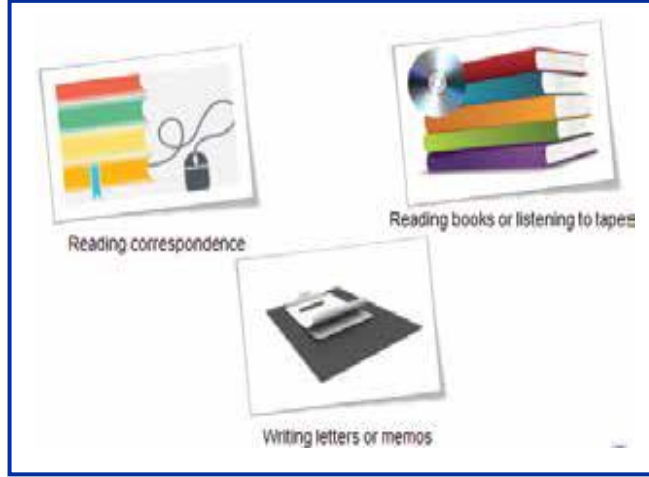 Reading correspondence
Reading books or listening to tapes
Writing letters or memos